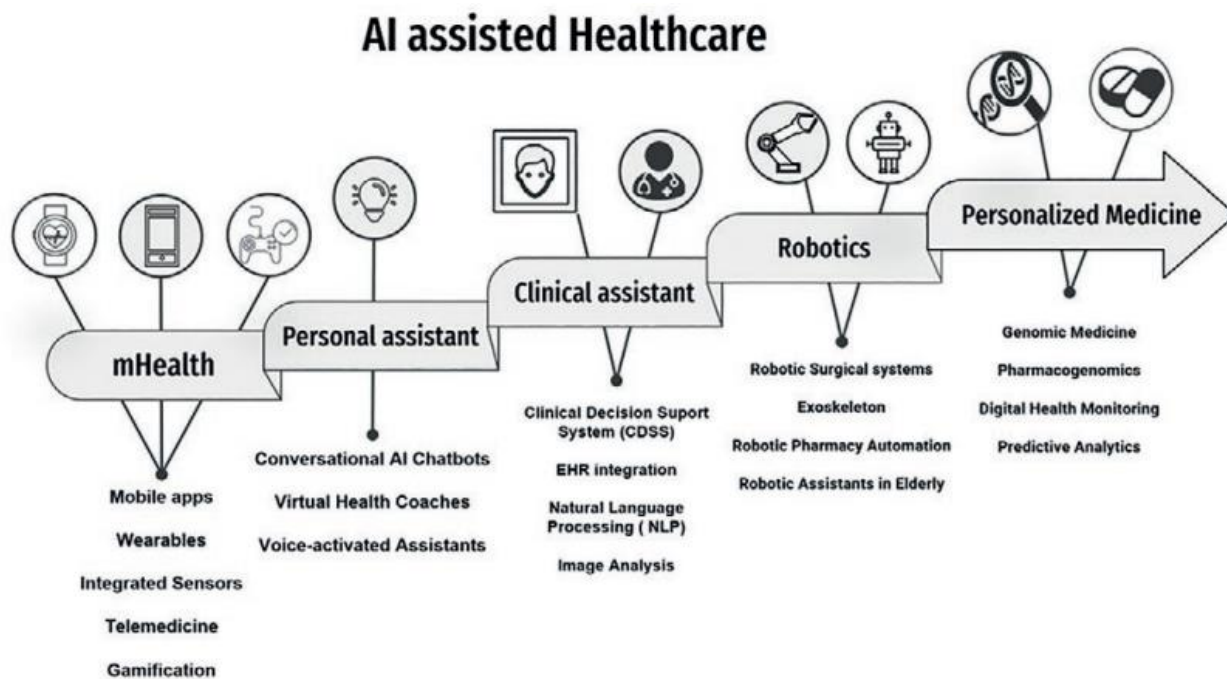 AI assisted Healthcare
mHealth
Mobile apps
Wearables
Integrated Sensors
Telemedicine
Gamification
Personal assistant
Conversational AI Chatbots
Virtual Health Coaches
Voice-activated Assistants
Clinical assistant
Clinical Decision Suport
System (CDSS)
EHR integration
Natural Language
Processing ( NLP)
Image Analysis
Robotics
Robotic Surgical systems
Exoskeleton
Robotic Pharmacy Automation
Robotic Assistants in Elderly
Personalized Medicine
Genomic Medicine
Pharmacogenomics
Digital Health Monitoring
Predictive Analytics